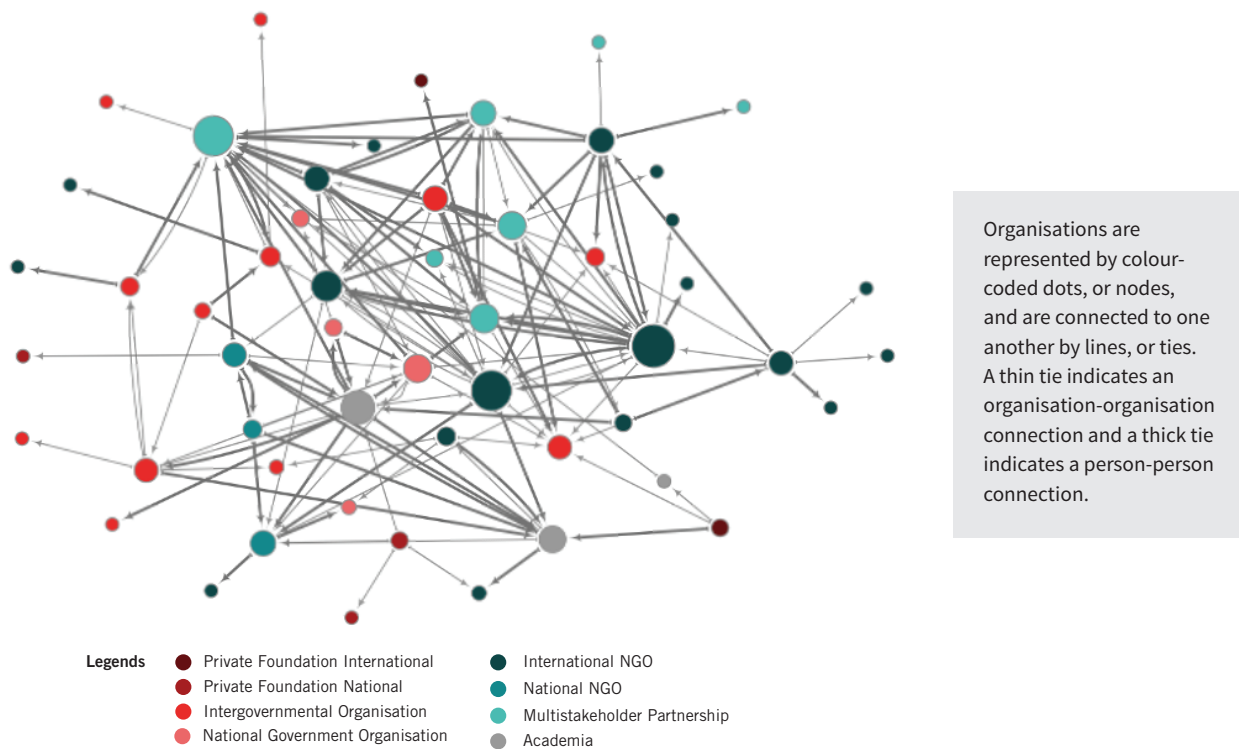 Organisations are
represented by colour-
coded dots, or nodes,
and are connected to one
another by lines, or ties.
A thin tie indicates an
organisation-organisation
connection and a thick tie
indicates a person-person
connection.
Legends
Private Foundation International
Private Foundation National
Intergovernmental Organisation
National Government Organisation
International NGO
National NGO
Multistakeholder Partnership
Academia